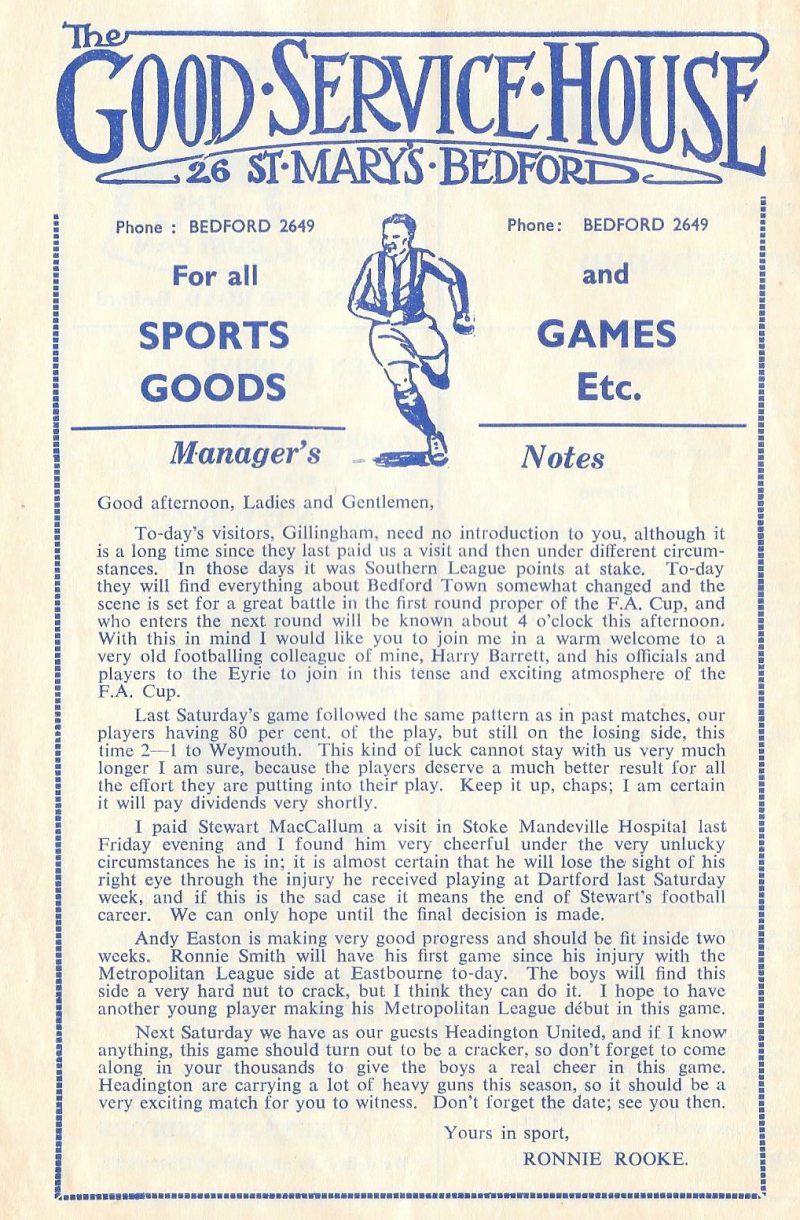 The
GOOD·SERVICE·HOUSE
26 ST·MARY'S·BEDFORD
Phone : BEDFORD 2649
Phone: BEDFORD 2649
For all
and
SPORTS
GAMES
GOODS
Etc.
Manager's
Notes
Good afternoon, Ladies and Gentlemen,
To-day's visitors, Gillingham, need no introduction to you, although it
is a long time since they last paid us a visit and then under different circum-
stances. In those days it was Southern League points at stake. To-day
they will find everything about Bedford Town somewhat changed and the
scene is set for a great battle in the first round proper of the F.A. Cup, and
who enters the next round will be known about 4 o'clock this afternoon.
With this in mind I would like you to join me in a warm welcome to a
very old footballing colleague of mine, Harry Barrett, and his officials and
players to the Eyrie to join in this tense and exciting atmosphere of the
F.A. Cup.
Last Saturday's game followed the same pattern as in past matches, our
players having 80 per cent. of the play, but still on the losing side, this
time 2—1 to Weymouth. This kind of luck cannot stay with us very much
longer I am sure, because the players deserve a much better result for all
the effort they are putting into their play. Keep it up, chaps; I am certain
it will pay dividends very shortly.
I paid Stewart MacCallum a visit in Stoke Mandeville Hospital last
Friday evening and I found him very cheerful under the very unlucky
circumstances he is in; it is almost certain that he will lose the sight of his
right eye through the injury he received playing at Dartford last Saturday
week, and if this is the sad case it means the end of Stewart's football
career. We can only hope until the final decision is made.
Andy Easton is making very good progress and should be fit inside two
weeks. Ronnie Smith will have his first game since his injury with the
Metropolitan League side at Eastbourne to-day. The boys will find this
side a very hard nut to crack, but I think they can do it. I hope to have
another young player making his Metropolitan League début in this game.
Next Saturday we have as our guests Headington United, and if I know
anything, this game should turn out to be a cracker, so don't forget to come
along in your thousands to give the boys a real cheer in this game.
Headington are carrying a lot of heavy guns this season, so it should be a
very exciting match for you to witness. Don't forget the date; see you then.
Yours in sport,
RONNIE ROOKE.